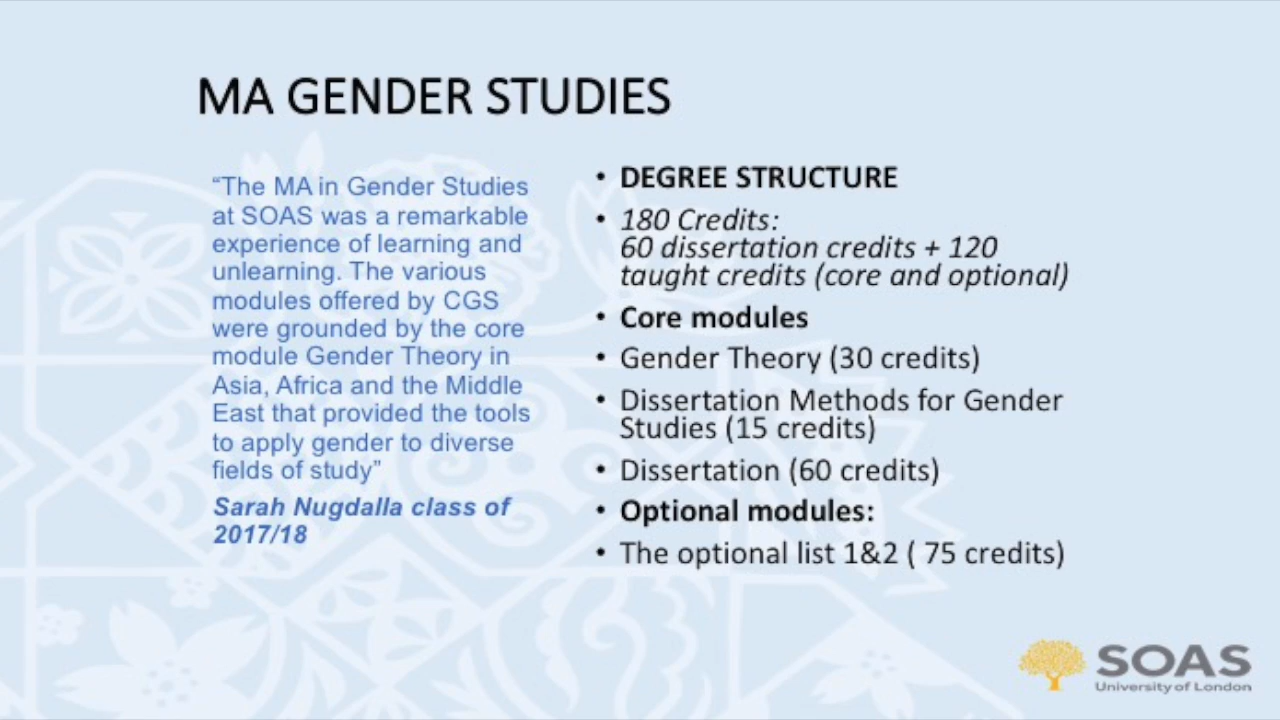 MA GENDER STUDIES
“The MA in Gender Studies
at SOAS was a remarkable
experience of learning and
unlearning. The various
modules offered by CGS
were grounded by the core
module Gender Theory in
Asia, Africa and the Middle
East that provided the tools
to apply gender to diverse
fields of study”
Sarah Nugdalla class of
2017/18
• DEGREE STRUCTURE
• 180 Credits:
60 dissertation credits + 120
taught credits (core and optional)
• Core modules
• Gender Theory (30 credits)
• Dissertation Methods for Gender
Studies (15 credits)
• Dissertation (60 credits)
• Optional modules:
• The optional list 1&2 ( 75 credits)
SOAS
University of London